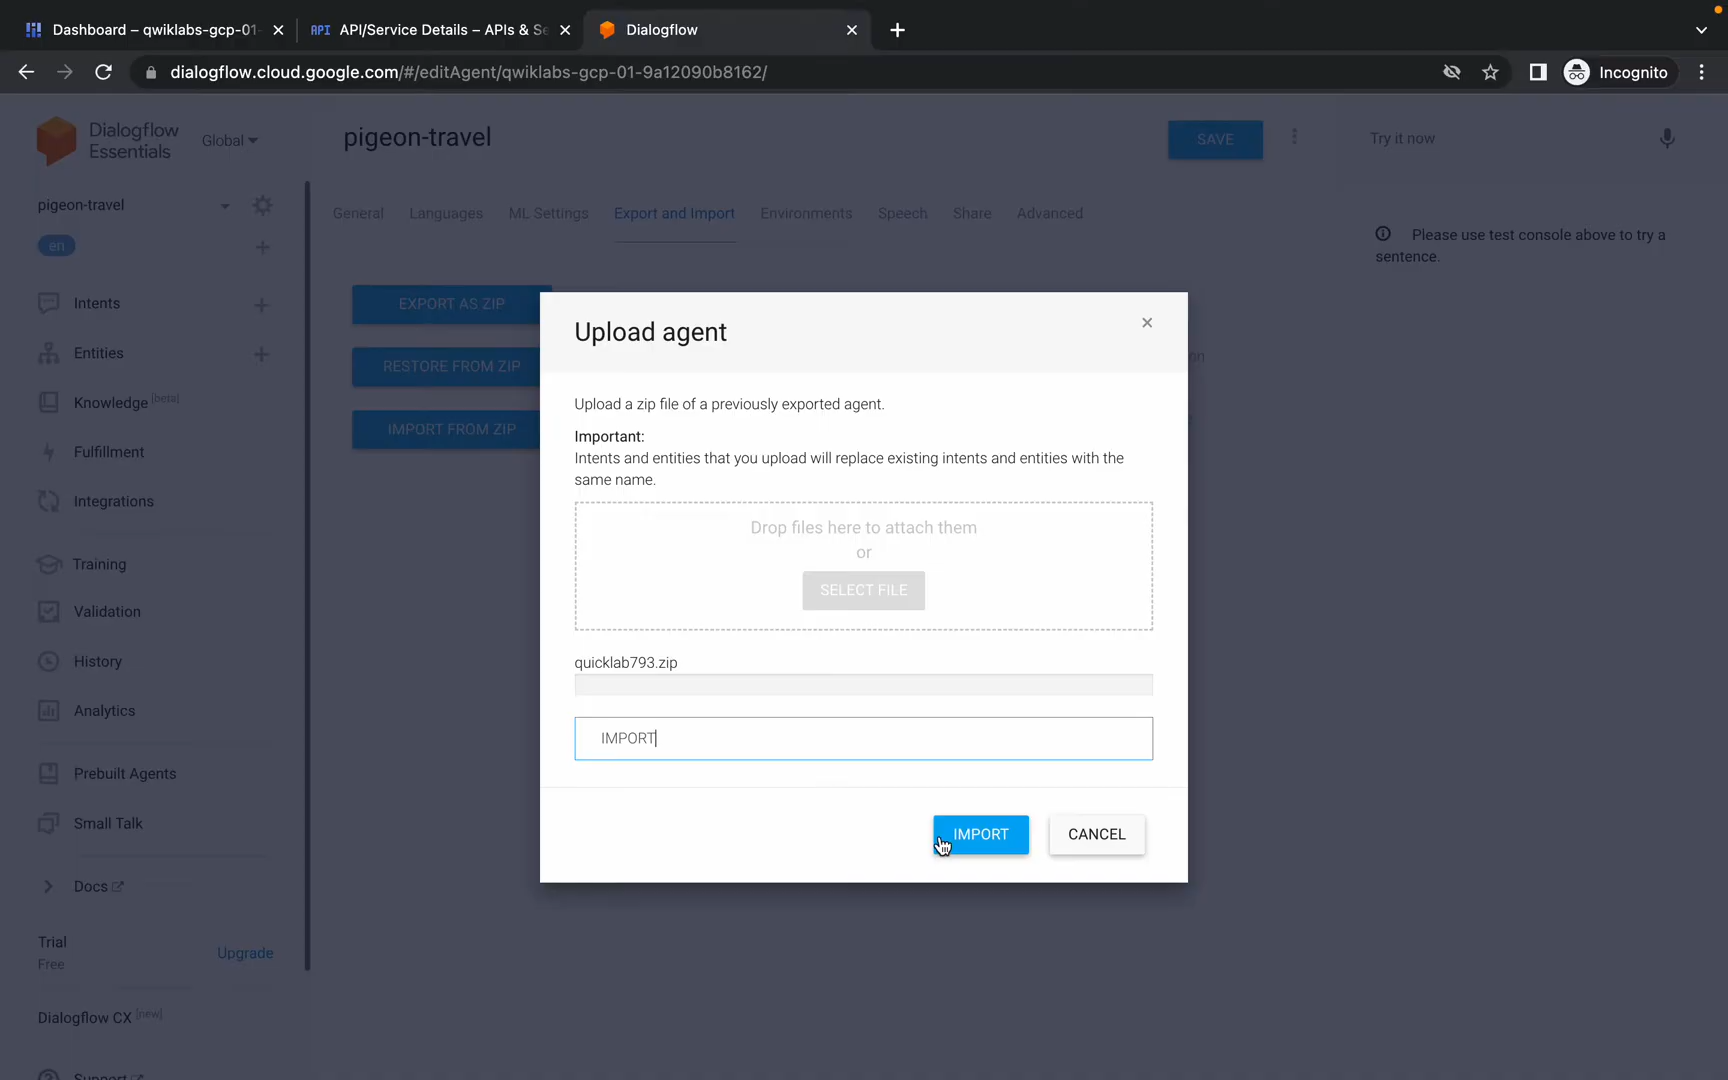 Dashboard – qwiklabs-gcp-01-
API API/Service Details – APIs & Se
Dialogflow
dialogflow.cloud.google.com/#/editAgent/qwiklabs-gcp-01-9a12090b8162/
Incognito
Dialogflow
Essentials
Global
pigeon-travel
SAVE
Try it now
pigeon-travel
General
Languages
ML Settings
Export and Import
Environments
Speech
Share
Advanced
en
Please use test console above to try a
sentence.
Intents
EXPORT AS ZIP
Entities
RESTORE FROM ZIP
Knowledge [beta]
IMPORT FROM ZIP
Fulfillment
Integrations
Training
Validation
History
Analytics
Prebuilt Agents
Small Talk
Docs
Trial
Free
Upgrade
Dialogflow CX [new]
Support
Upload agent
Upload a zip file of a previously exported agent.
Important:
Intents and entities that you upload will replace existing intents and entities with the
same name.
Drop files here to attach them
or
SELECT FILE
quicklab793.zip
IMPORT
IMPORT
CANCEL